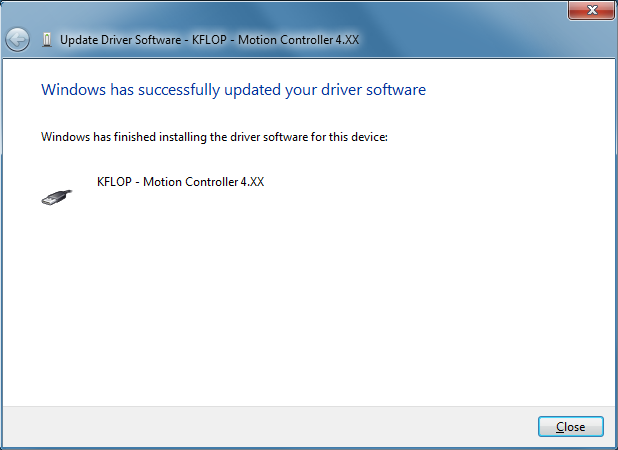 Update Driver Software - KFLOP - Motion Controller 4.XX
Windows has successfully updated your driver software
Windows has finished installing the driver software for this device:
KFLOP - Motion Controller 4.XX
Close